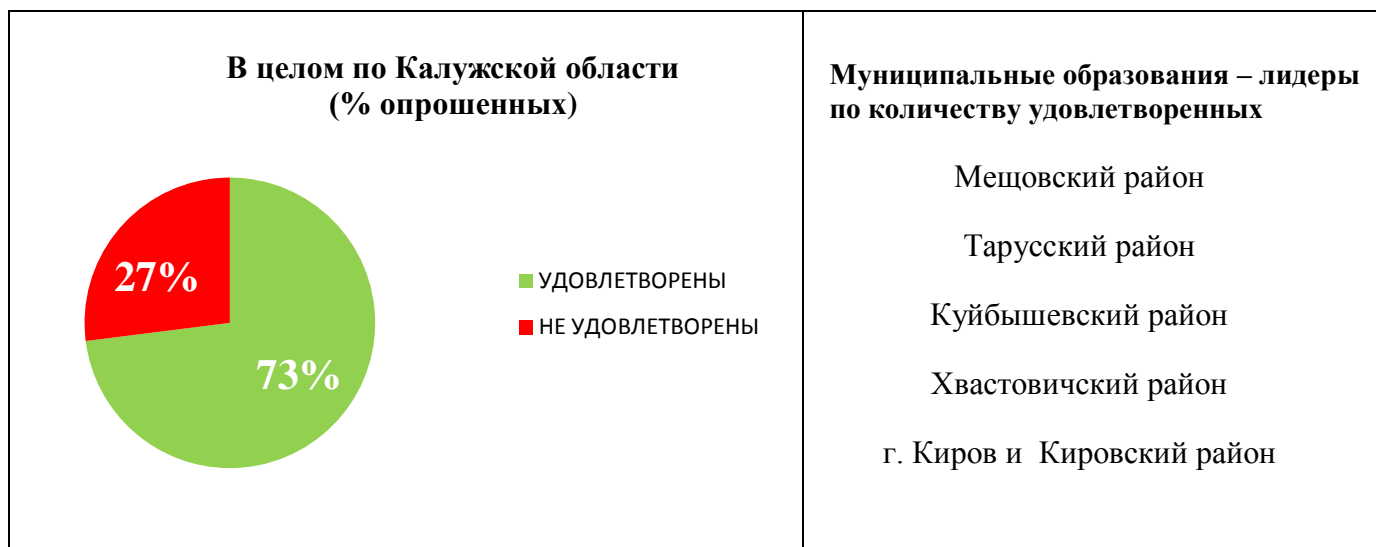 В целом по Калужской области
(% опрошенных)
27%
73%
УДОВЛЕТВОРЕНЫ
НЕ УДОВЛЕТВОРЕНЫ
Муниципальные образования – лидеры
по количеству удовлетворенных
Мещовский район
Тарусский район
Куйбышевский район
Хвастовичский район
г. Киров и  Кировский район